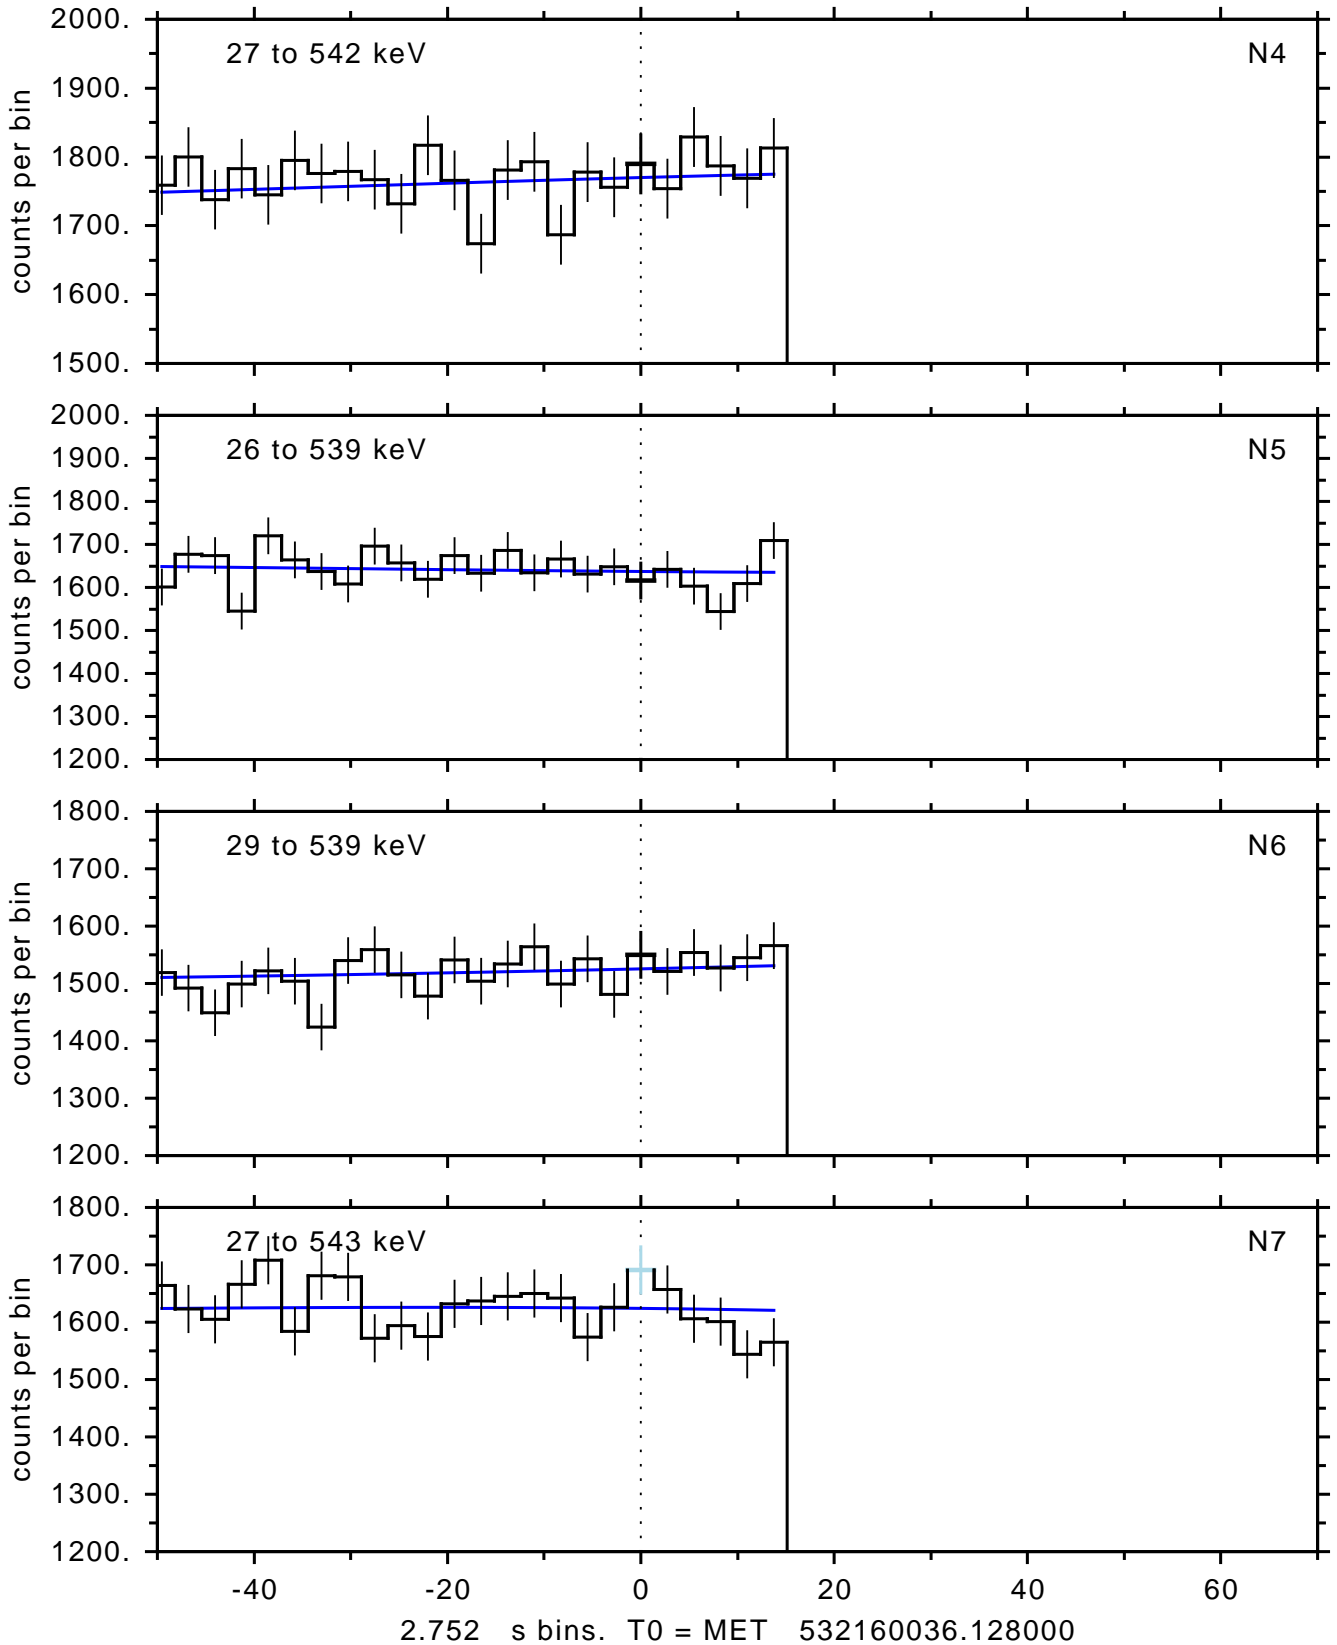 2000.
27 to 542 keV N4
1900.
1800.
1700.
1600.
1500.
counts per bin
2000.
26 to 539 keV N5
1900.
1800.
1700.
1600.
1500.
1400.
1300.
1200.
counts per bin
1800.
29 to 539 keV N6
1700.
1600.
1500.
1400.
1300.
1200.
counts per bin
1800.
27 to 543 keV N7
1700.
1600.
1500.
1400.
1300.
1200.
counts per bin
-40 -20 0 20 40 60
2.752 s bins. T0 = MET 532160036.128000